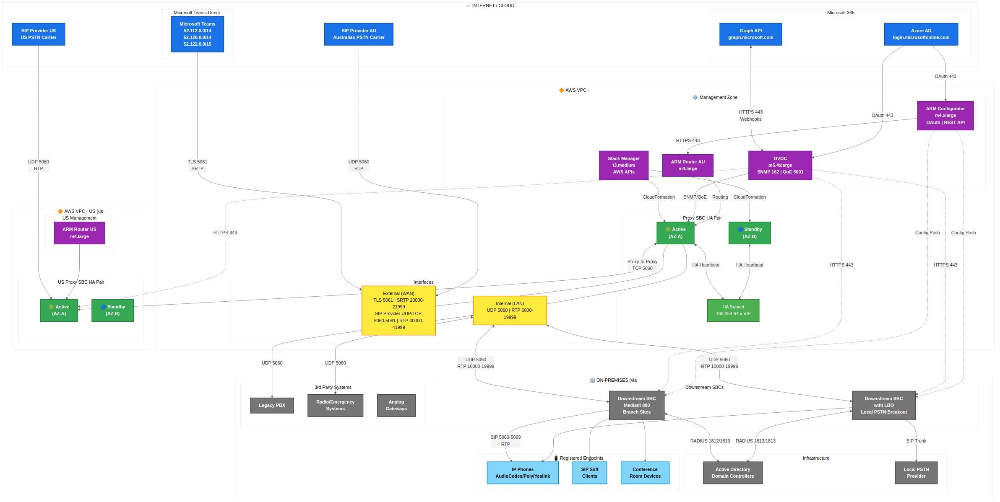 ☁️ INTERNET / CLOUD
Microsoft Teams Direct
Microsoft 365
SIP Provider US
US PSTN Carrier
Microsoft Teams
52.112.0.0/14
52.120.0.0/14
52.122.0.0/15
SIP Provider AU
Australian PSTN Carrier
Graph API
graph.microsoft.com
Azure AD
login.microsoftonline.com
OAuth 443
🔶 AWS VPC -
⚙️ Management Zone
HTTPS 443
Webhooks
OAuth 443
ARM Configurator
m4.xlarge
OAuth | REST API
HTTPS 443
UDP 5060
RTP
TLS 5061
SRTP
UDP 5060
RTP
Stack Manager
t3.medium
AWS APIs
ARM Router AU
m4.large
OVOC
m5.4xlarge
SNMP 162 | QoE 5001
CloudFormation
SNMP/QoE
Routing
CloudFormation
🔶 AWS VPC - US (us-
US Management
ARM Router US
m4.large
HTTPS 443
Proxy SBC HA Pair
🟢 Active
(AZ-A)
🔵 Standby
(AZ-B)
Config Push
Config Push
Proxy-to-Proxy
TCP 5060
HA Heartbeat
HA Heartbeat
HTTPS 443
HTTPS 443
US Proxy SBC HA Pair
🟢 Active
(AZ-A)
🔵 Standby
(AZ-B)
Interfaces
External (WAN)
TLS 5061 | SRTP 20000-
21999
SIP Provider UDP/TCP
5060-5061 | RTP 40000-
41999
Internal (LAN)
UDP 5060 | RTP 6000-
19999
HA Subnet
169.254.64.x VIP
UDP 5060
UDP 5060
UDP 5060
RTP 10000-19999
UDP 5060
RTP 10000-19999
🏢 ON-PREMISES (via
3rd Party Systems
Downstream SBCs
Legacy PBX
Radio/Emergency
Systems
Analog
Gateways
Downstream SBC
Mediant 800
Branch Sites
Downstream SBC
with LBO
Local PSTN Breakout
SIP 5060-5069
RTP
RADIUS 1812/1813
RADIUS 1812/1813
SIP Trunk
📱 Registered Endpoints
Infrastructure
IP Phones
AudioCodes/Poly/Yealink
SIP Soft
Clients
Conference
Room Devices
Active Directory
Domain Controllers
Local PSTN
Provider